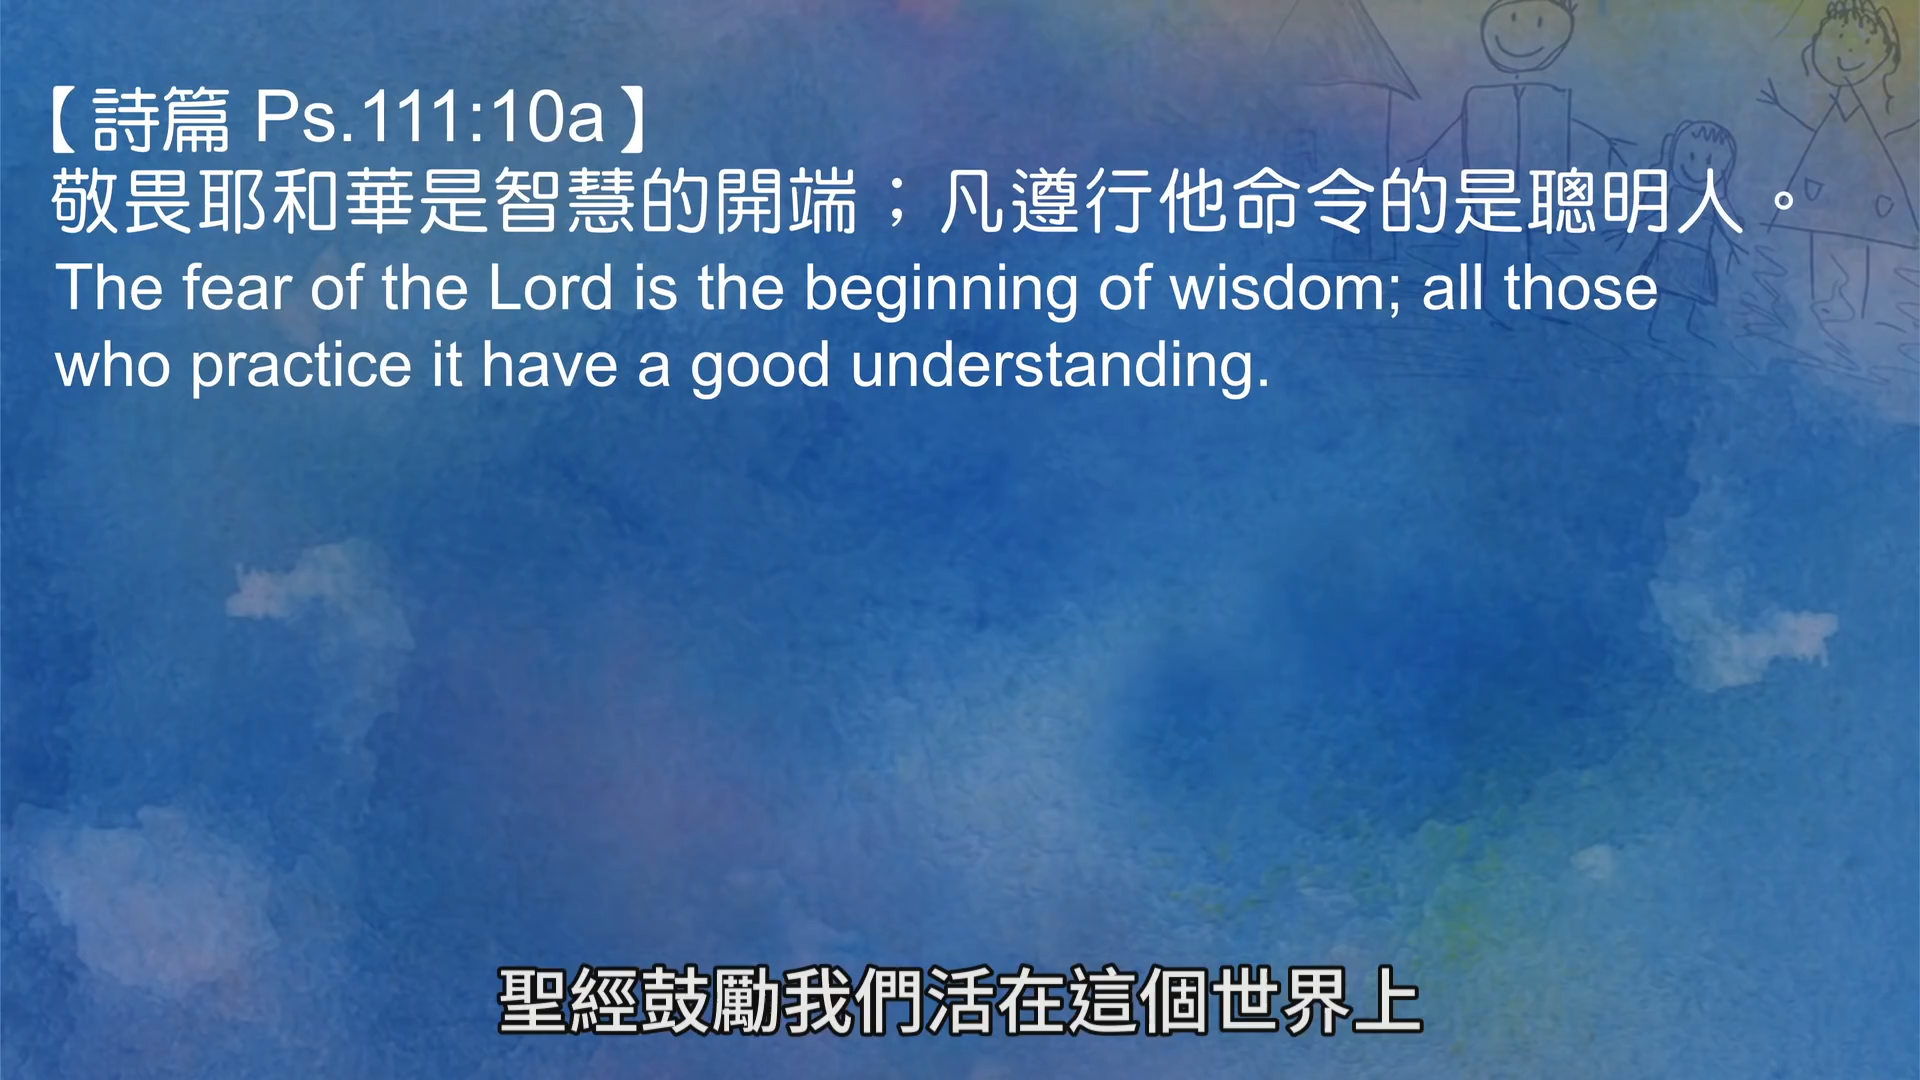 【詩篇 Ps.111:10a】
敬畏耶和華是智慧的開端；凡遵行他命令的是聰明人。
The fear of the Lord is the beginning of wisdom; all those
who practice it have a good understanding.
聖經鼓勵我們活在這個世界上